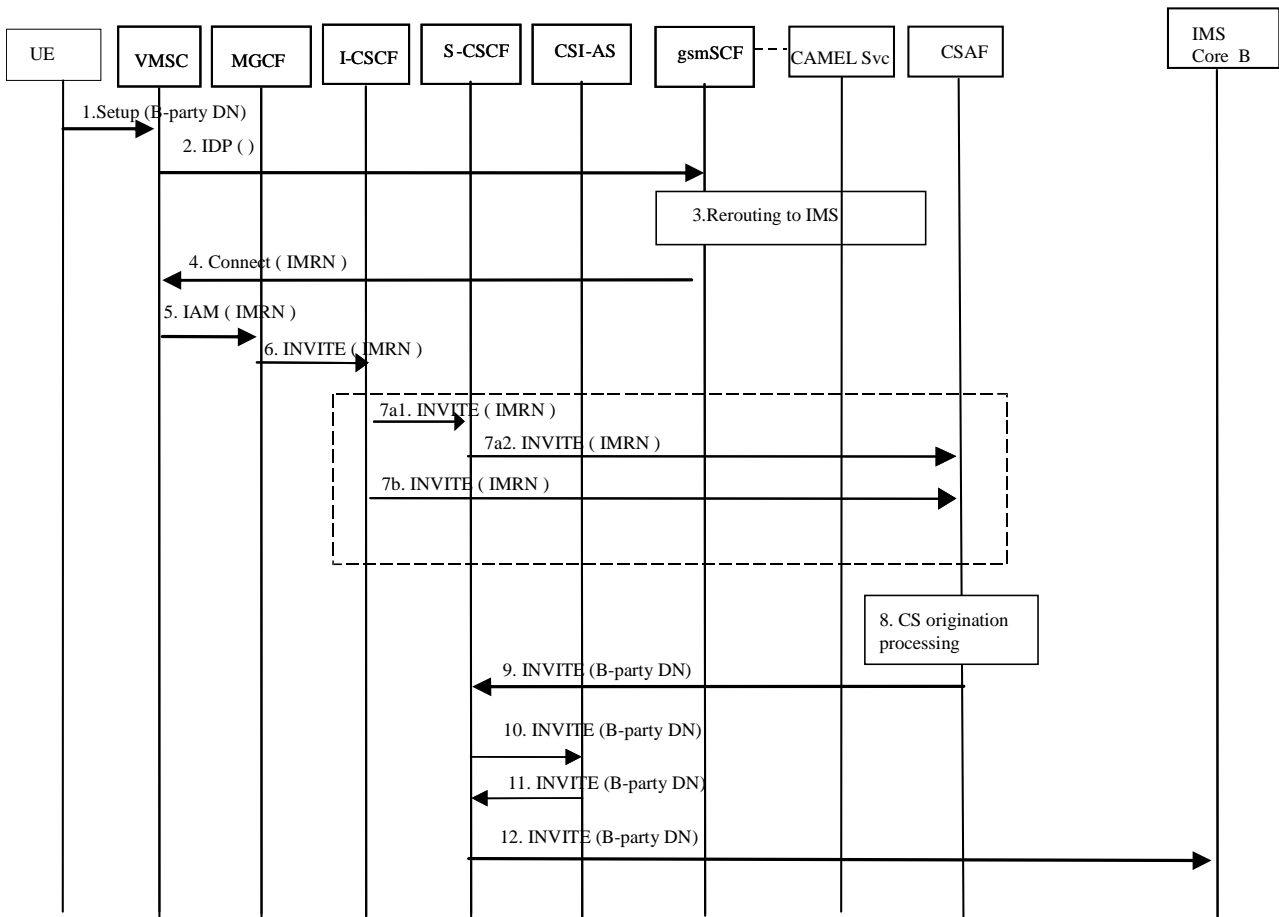 UE
VMSC
MGCF
I-CSCF
S-CSCF
CSI-AS
gsmSCF
CAMEL Svc
CSAF
IMS
Core B
1.Setup (B-party DN)
2. IDP ( )
3.Rerouting to IMS
4. Connect ( IMRN )
5. IAM ( IMRN )
6. INVITE ( IMRN )
7a1. INVITE ( IMRN )
7a2. INVITE ( IMRN )
7b. INVITE ( IMRN )
8. CS origination
processing
9. INVITE (B-party DN)
10. INVITE (B-party DN)
11. INVITE (B-party DN)
12. INVITE (B-party DN)